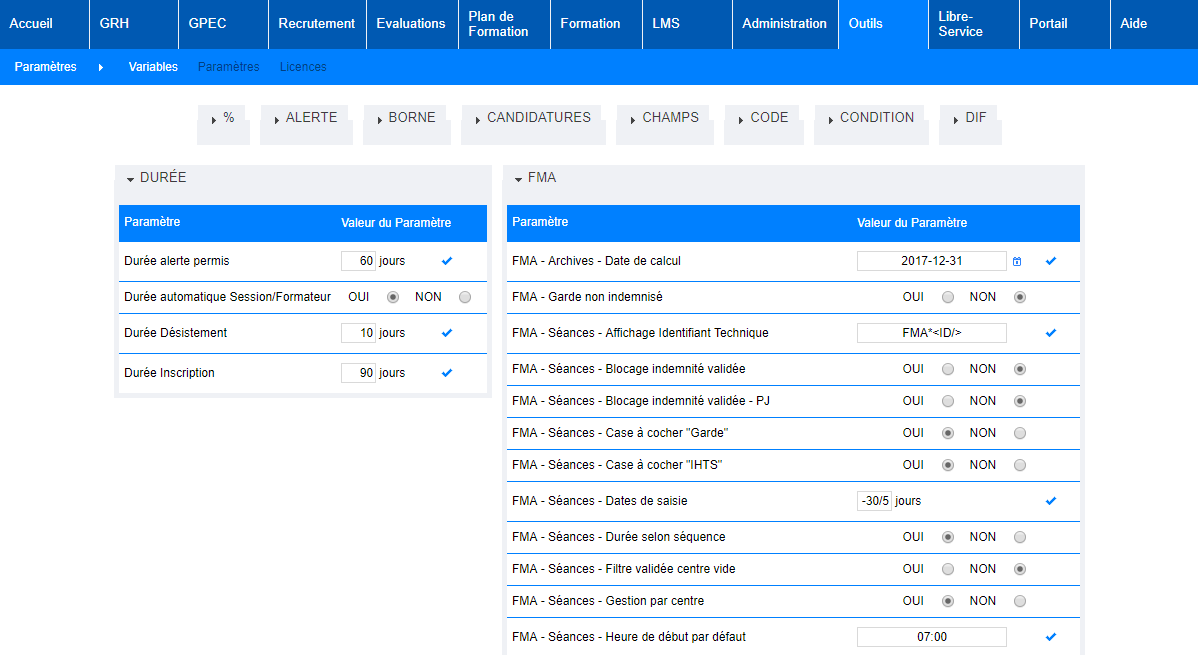 Accueil
GRH
GPEC
Recrutement
Evaluations
Plan de
Formation
Formation
LMS
Administration
Outils
Libre-
Service
Portail
Aide
Paramètres
Variables
Paramètres
Licences
%
ALERTE
BORNE
CANDIDATURES
CHAMPS
CODE
CONDITION
DIF
DURÉE
Paramètre Valeur du Paramètre
Durée alerte permis 60 jours
Durée automatique Session/Formateur OUI NON
Durée Désistement 10 jours
Durée Inscription 90 jours
FMA
Paramètre Valeur du Paramètre
FMA - Archives - Date de calcul 2017-12-31
FMA - Garde non indemnisé OUI NON
FMA - Séances - Affichage Identifiant Technique FMA*<ID/>
FMA - Séances - Blocage indemnité validée OUI NON
FMA - Séances - Blocage indemnité validée - PJ OUI NON
FMA - Séances - Case à cocher "Garde" OUI NON
FMA - Séances - Case à cocher "IHTS" OUI NON
FMA - Séances - Dates de saisie -30/5 jours
FMA - Séances - Durée selon séquence OUI NON
FMA - Séances - Filtre validée centre vide OUI NON
FMA - Séances - Gestion par centre OUI NON
FMA - Séances - Heure de début par défaut 07:00